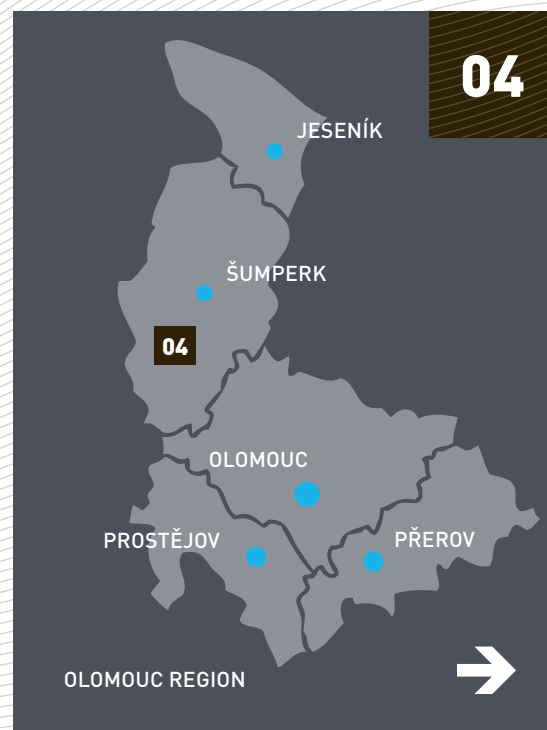 04
JESENÍK
ŠUMPERK
04
OLOMOUC
PROSTĚJOV
PŘEROV
OLOMOUC REGION